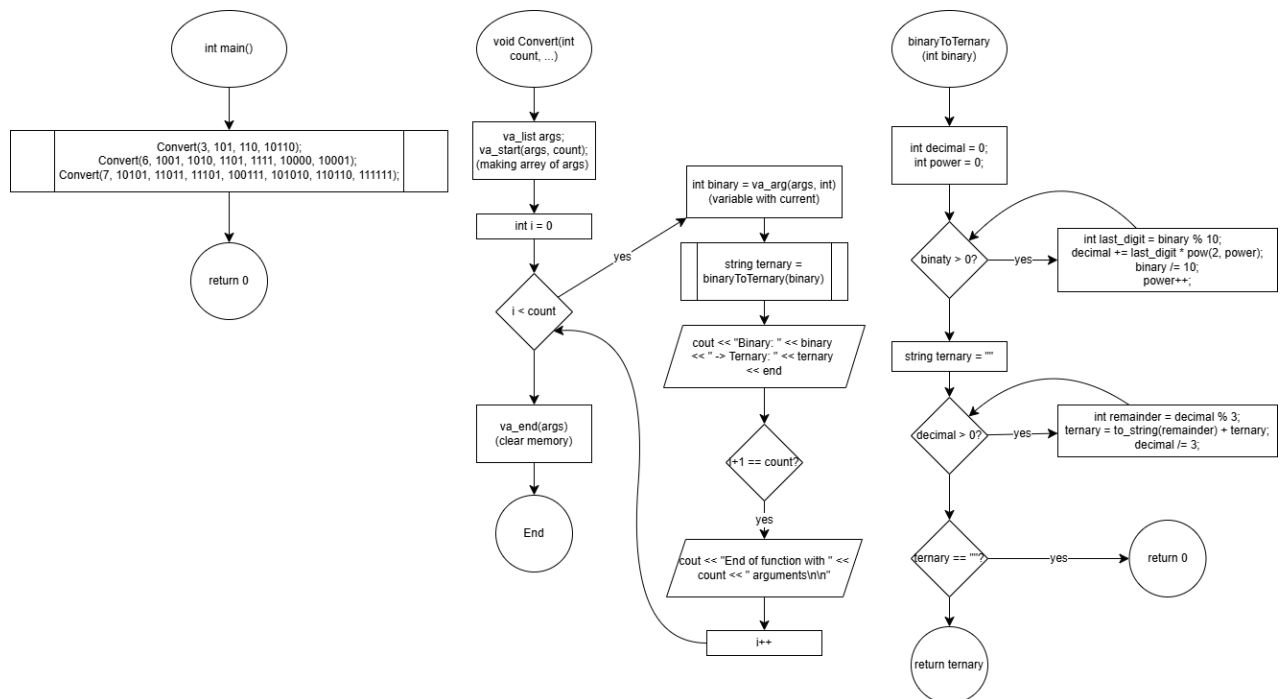 int main()
Convert(3, 101, 110, 10110);
Convert(6, 1001, 1010, 1101, 1111, 10000, 10001);
Convert(7, 10101, 11011, 11101, 100111, 101010, 110110, 111111);
return 0
void Convert(int
count, ...)
va_list args;
va_start(args, count);
(making arrey of args)
int i = 0
i < count
yes
va_end(args)
(clear memory)
End
int binary = va_arg(args, int)
(variable with current)
string ternary =
binaryToTernary(binary)
cout << "Binary: " << binary
<< " -> Ternary: " << ternary
<< end
i+1 == count?
yes
cout << "End of function with " <<
count << " arguments\n\n"
i++
binaryToTernary
(int binary)
int decimal = 0;
int power = 0;
binaty > 0?
yes
int last_digit = binary % 10;
decimal += last_digit * pow(2, power);
binary /= 10;
power++;
string ternary = ""
decimal > 0?
yes
int remainder = decimal % 3;
ternary = to_string(remainder) + ternary;
decimal /= 3;
ternary == ""?
yes
return 0
return ternary